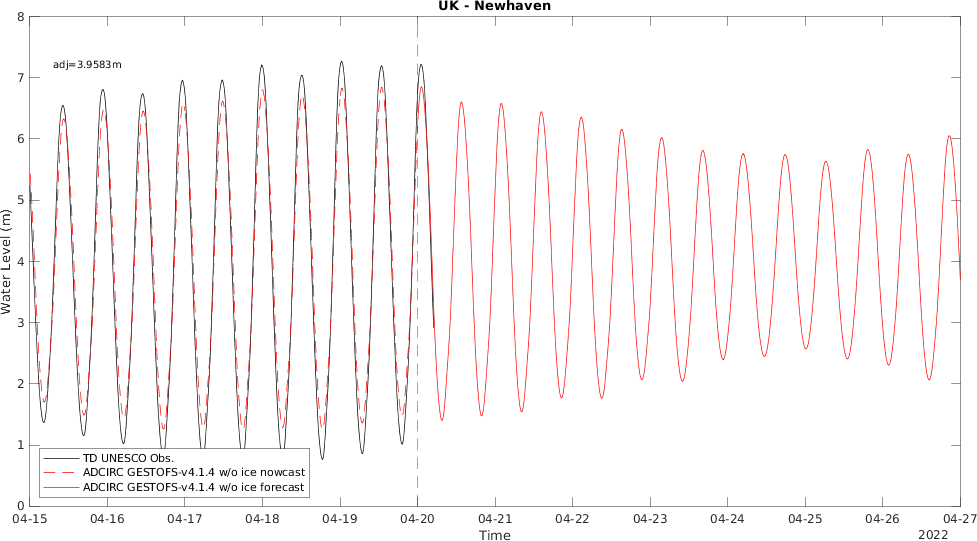 UK - Newhaven
8
adj=3.9583m
7
6
5
4
3
2
1
0
Water Level (m)
TD UNESCO Obs.
ADCIRC GESTOFS-v4.1.4 w/o ice nowcast
ADCIRC GESTOFS-v4.1.4 w/o ice forecast
04-15 04-16 04-17 04-18 04-19 04-20 04-21 04-22 04-23 04-24 04-25 04-26 04-27
Time
2022